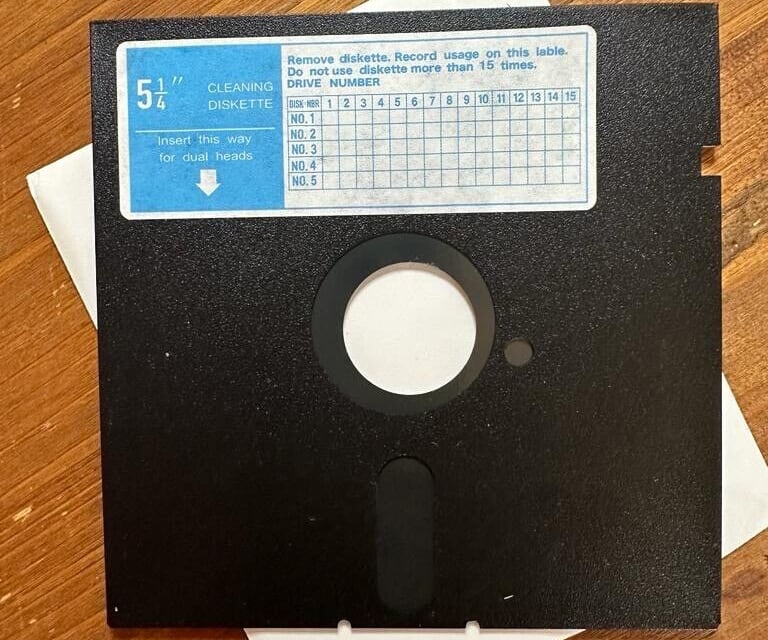 5 1/4 ″ CLEANING
DISKETTE
Insert this way
for dual heads
Remove diskette. Record usage on this lable.
Do not use diskette more than 15 times.
DRIVE NUMBER
DISK NBR 1 2 3 4 5 6 7 8 9 10 11 12 13 14 15
NO. 1
NO. 2
NO. 3
NO. 4
NO. 5